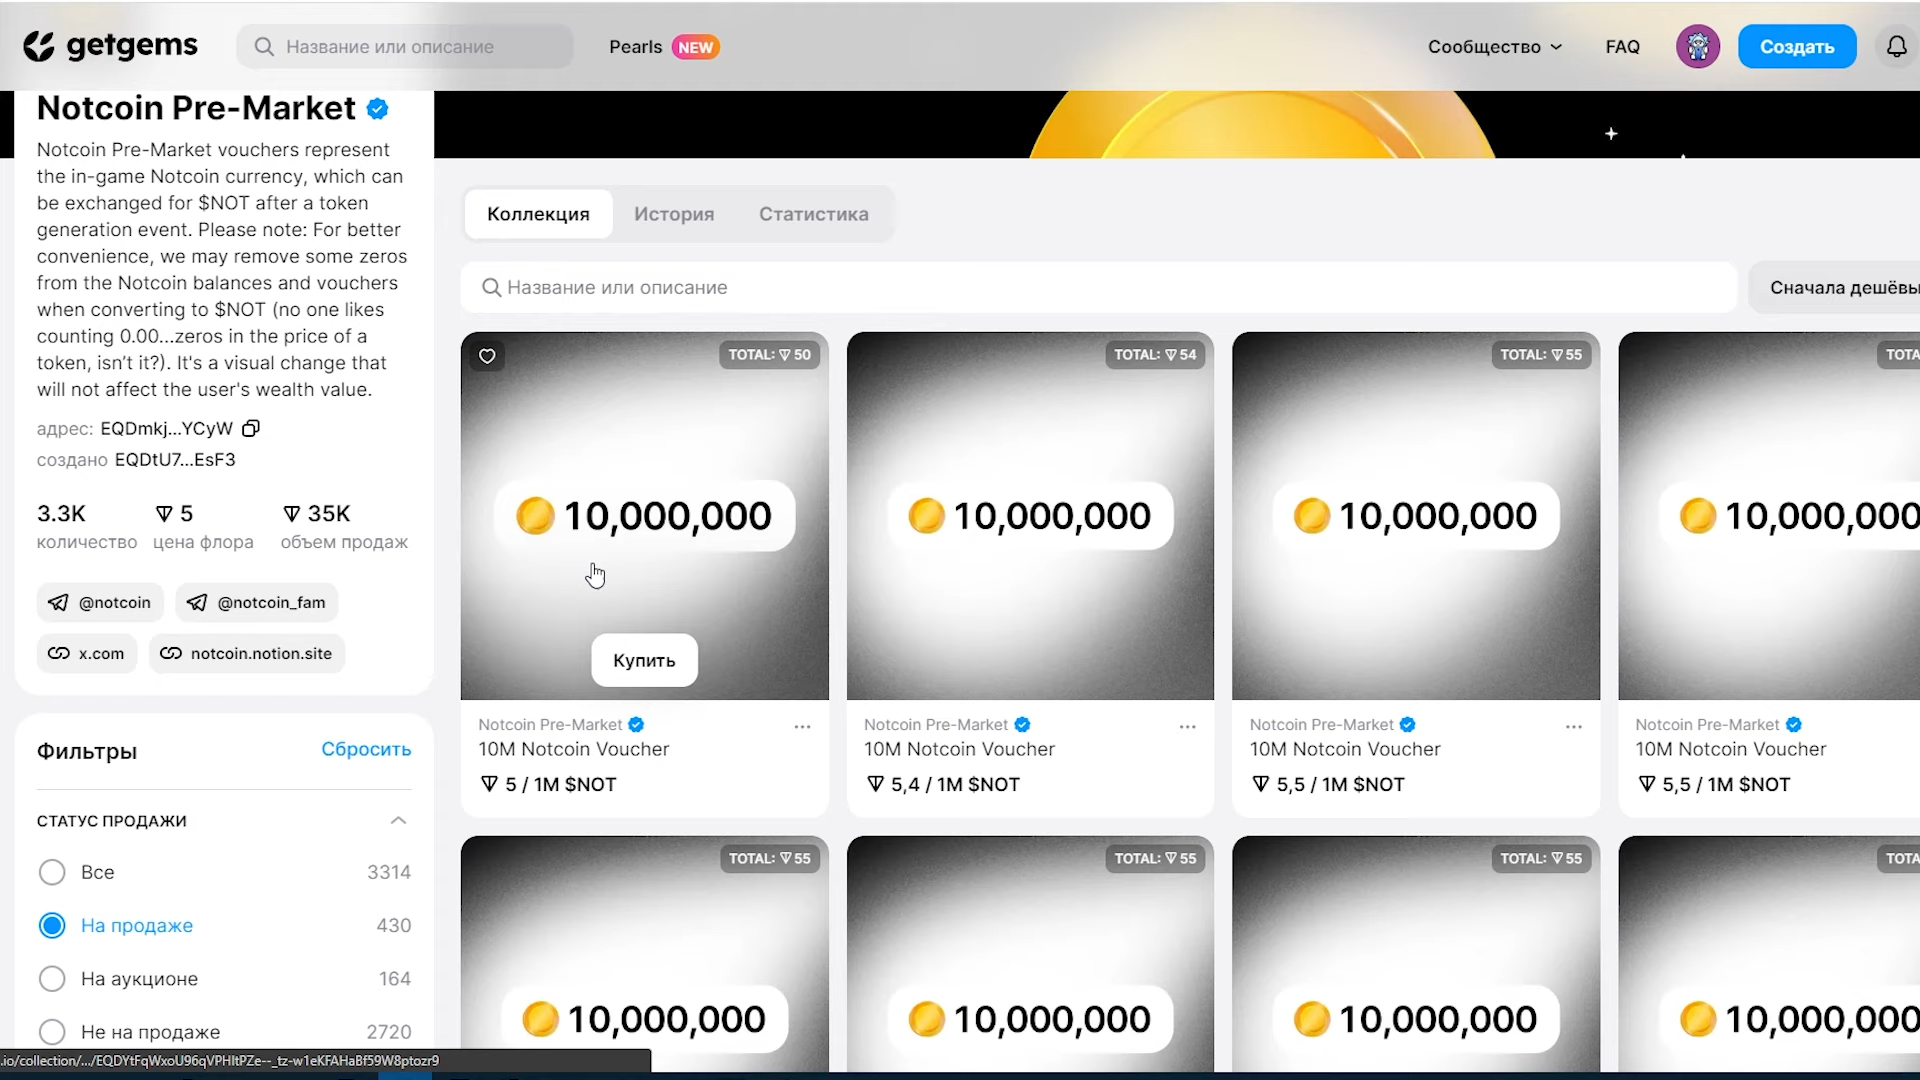 getgems
Название или описание
Pearls NEW
Сообщество
FAQ
Создать
Notcoin Pre-Market
Notcoin Pre-Market vouchers represent
the in-game Notcoin currency, which can
be exchanged for $NOT after a token
generation event. Please note: For better
convenience, we may remove some zeros
from the Notcoin balances and vouchers
when converting to $NOT (no one likes
counting 0.00...zeros in the price of a
token, isn’t it?). It's a visual change that
will not affect the user's wealth value.
адрес: EQDmkj...YCyW
создано EQDtU7...EsF3
3.3K 5 35K
количество цена флора объем продаж
@notcoin @notcoin_fam
x.com notcoin.notion.site
Фильтры Сбросить
СТАТУС ПРОДАЖИ
Все 3314
На продаже 430
На аукционе 164
Не на продаже 2720
Коллекция История Статистика
Название или описание
Сначала дешёвы
TOTAL: 50
10,000,000
Купить
Notcoin Pre-Market
10M Notcoin Voucher
5 / 1M $NOT
TOTAL: 54
10,000,000
Notcoin Pre-Market
10M Notcoin Voucher
5,4 / 1M $NOT
TOTAL: 55
10,000,000
Notcoin Pre-Market
10M Notcoin Voucher
5,5 / 1M $NOT
TOTA
10,000,000
Notcoin Pre-Market
10M Notcoin Voucher
5,5 / 1M $NOT
TOTAL: 55
10,000,000
TOTAL: 55
10,000,000
TOTAL: 55
10,000,000
TOTA
10,000,000
.io/collection/.../EQDYtFqWxoU96qVPHltPZe--_tz-w1eKFAHaBf59W8ptozr9